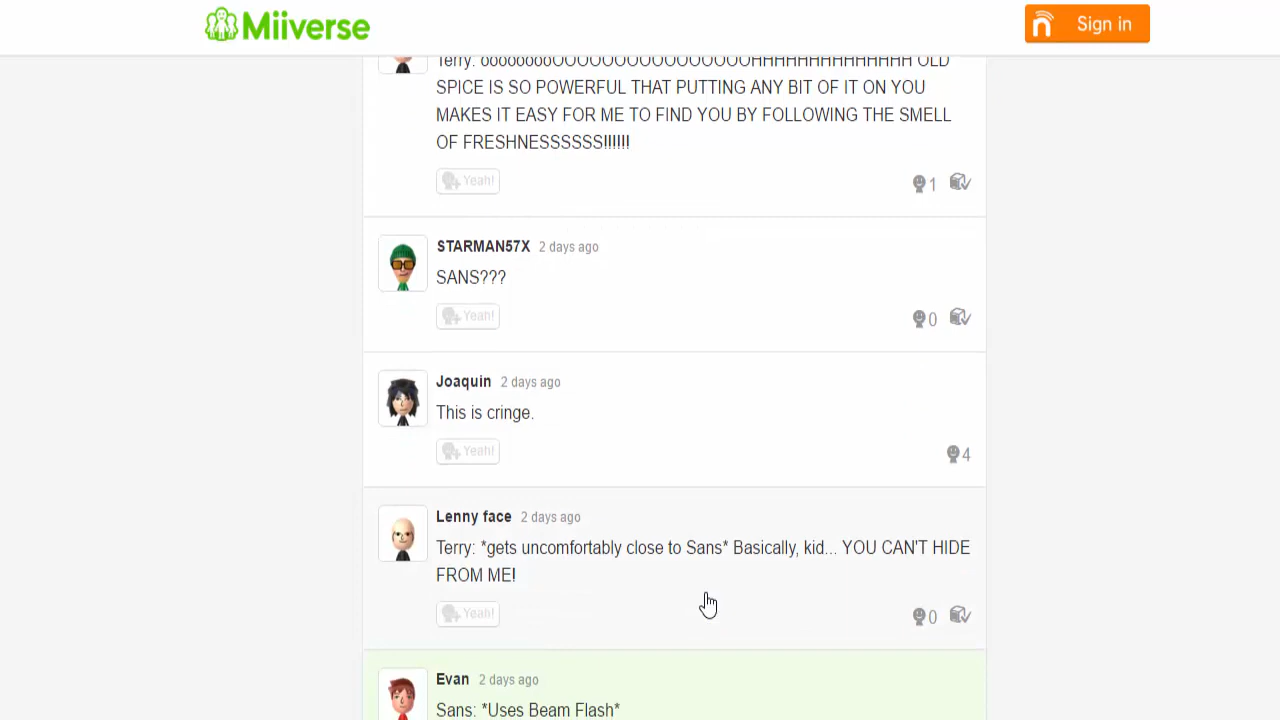 Miiverse
Sign in
Terry: ooooooooOOOOOOOOOOOOOOOOHHHHHHHHHHHHHHH OLD
SPICE IS SO POWERFUL THAT PUTTING ANY BIT OF IT ON YOU
MAKES IT EASY FOR ME TO FIND YOU BY FOLLOWING THE SMELL
OF FRESHNESSSSSS!!!!!!
Yeah!
1
STARMAN57X 2 days ago
SANS???
Yeah!
0
Joaquin 2 days ago
This is cringe.
Yeah!
4
Lenny face 2 days ago
Terry: *gets uncomfortably close to Sans* Basically, kid... YOU CAN'T HIDE
FROM ME!
Yeah!
0
Evan 2 days ago
Sans: *Uses Beam Flash*